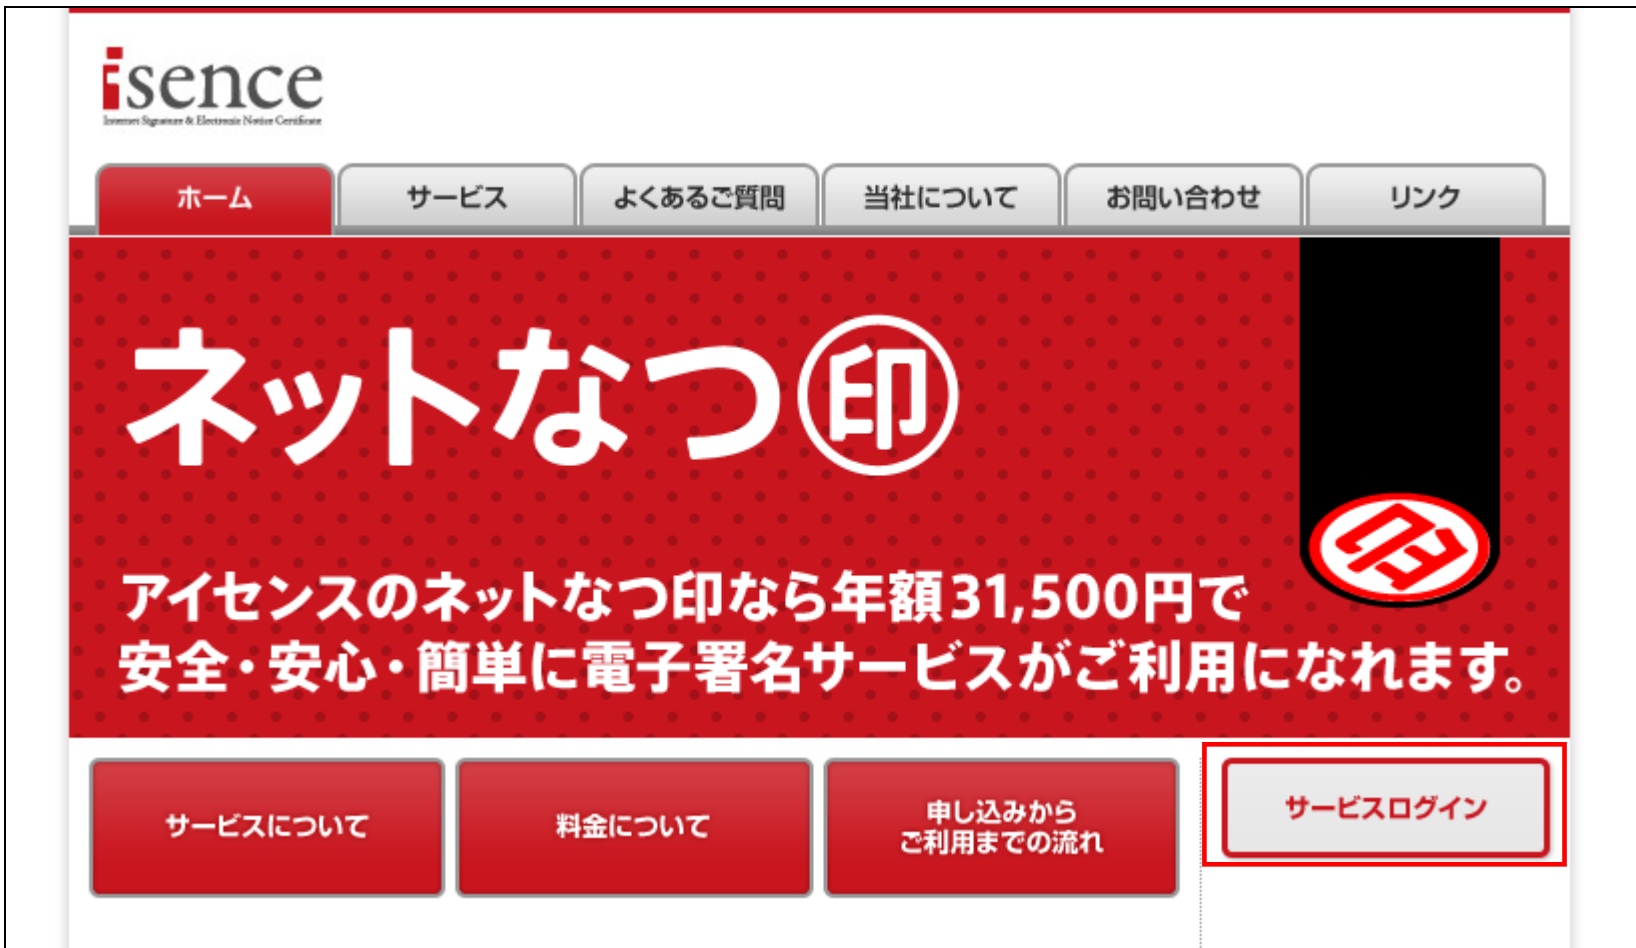 isence
Internet Signature & Electronic Notice Certificate
ホーム
サービス
よくあるご質問
当社について
お問い合わせ
リンク
ネットなつ㊞
印
アイセンスのネットなつ印なら年額31,500円で
安全・安心・簡単に電子署名サービスがご利用になれます。
サービスについて
料金について
申し込みから
ご利用までの流れ
サービスログイン